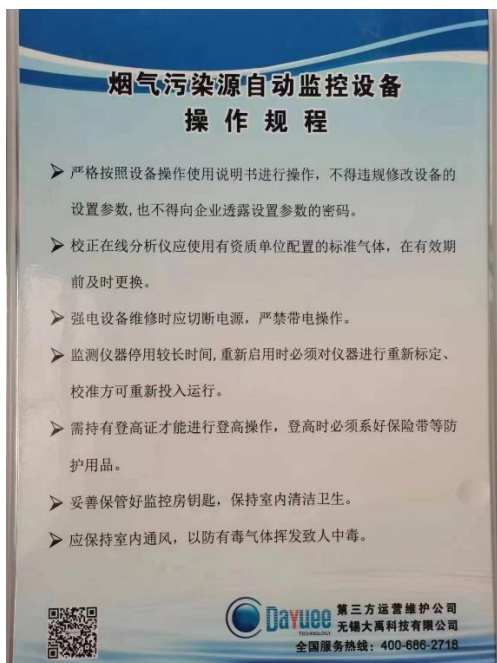 烟气污染源自动监控设备
操作规程
➢ 严格按照设备操作使用说明书进行操作，不得违规修改设备的
设置参数,也不得向企业透露设置参数的密码。
➢ 校正在线分析仪应使用有资质单位配置的标准气体，在有效期
前及时更换。
➢ 强电设备维修时应切断电源，严禁带电操作。
➢ 监测仪器停用较长时间,重新启用时必须对仪器进行重新标定、
校准方可重新投入运行。
➢ 需持有登高证才能进行登高操作，登高时必须系好保险带等防
护用品。
➢ 妥善保管好监控房钥匙，保持室内清洁卫生。
➢ 应保持室内通风，以防有毒气体挥发致人中毒。
Dayuee
TECHNOLOGY
第三方运营维护公司
无锡大禹科技有限公司
全国服务热线：400-686-2718